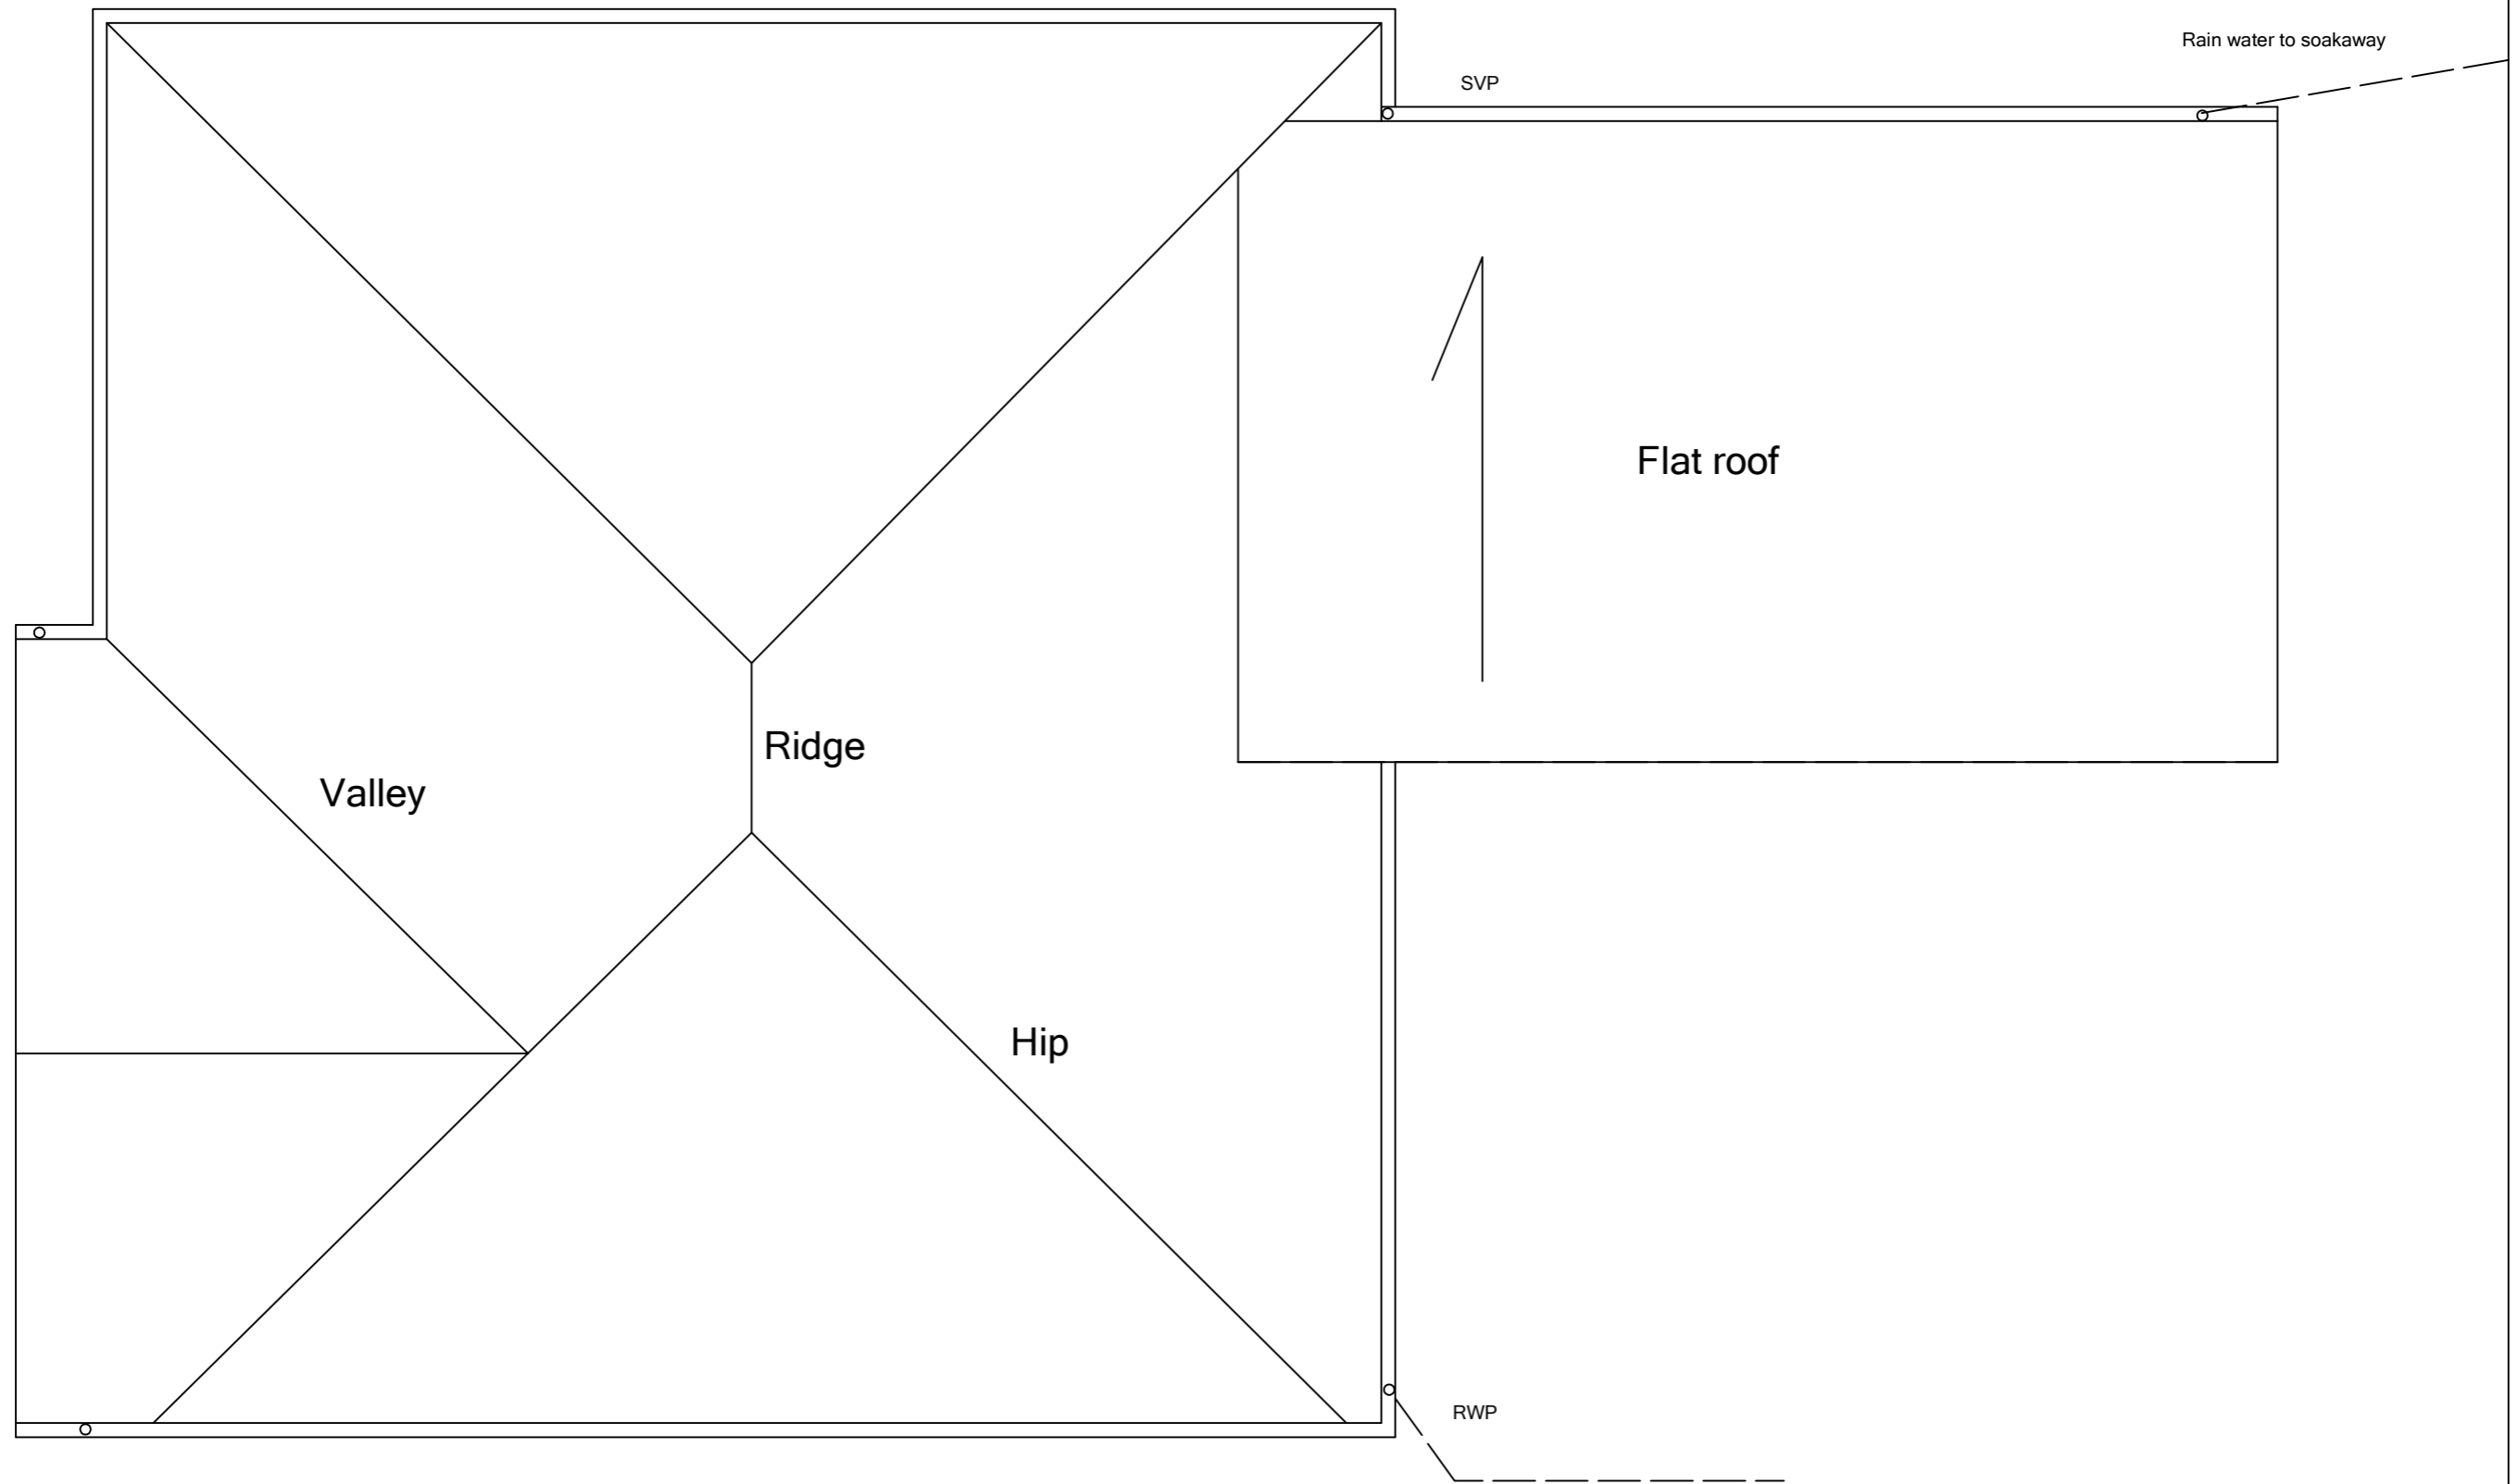 Rain water to soakaway
SVP
Flat roof
Ridge
Valley
Hip
RWP